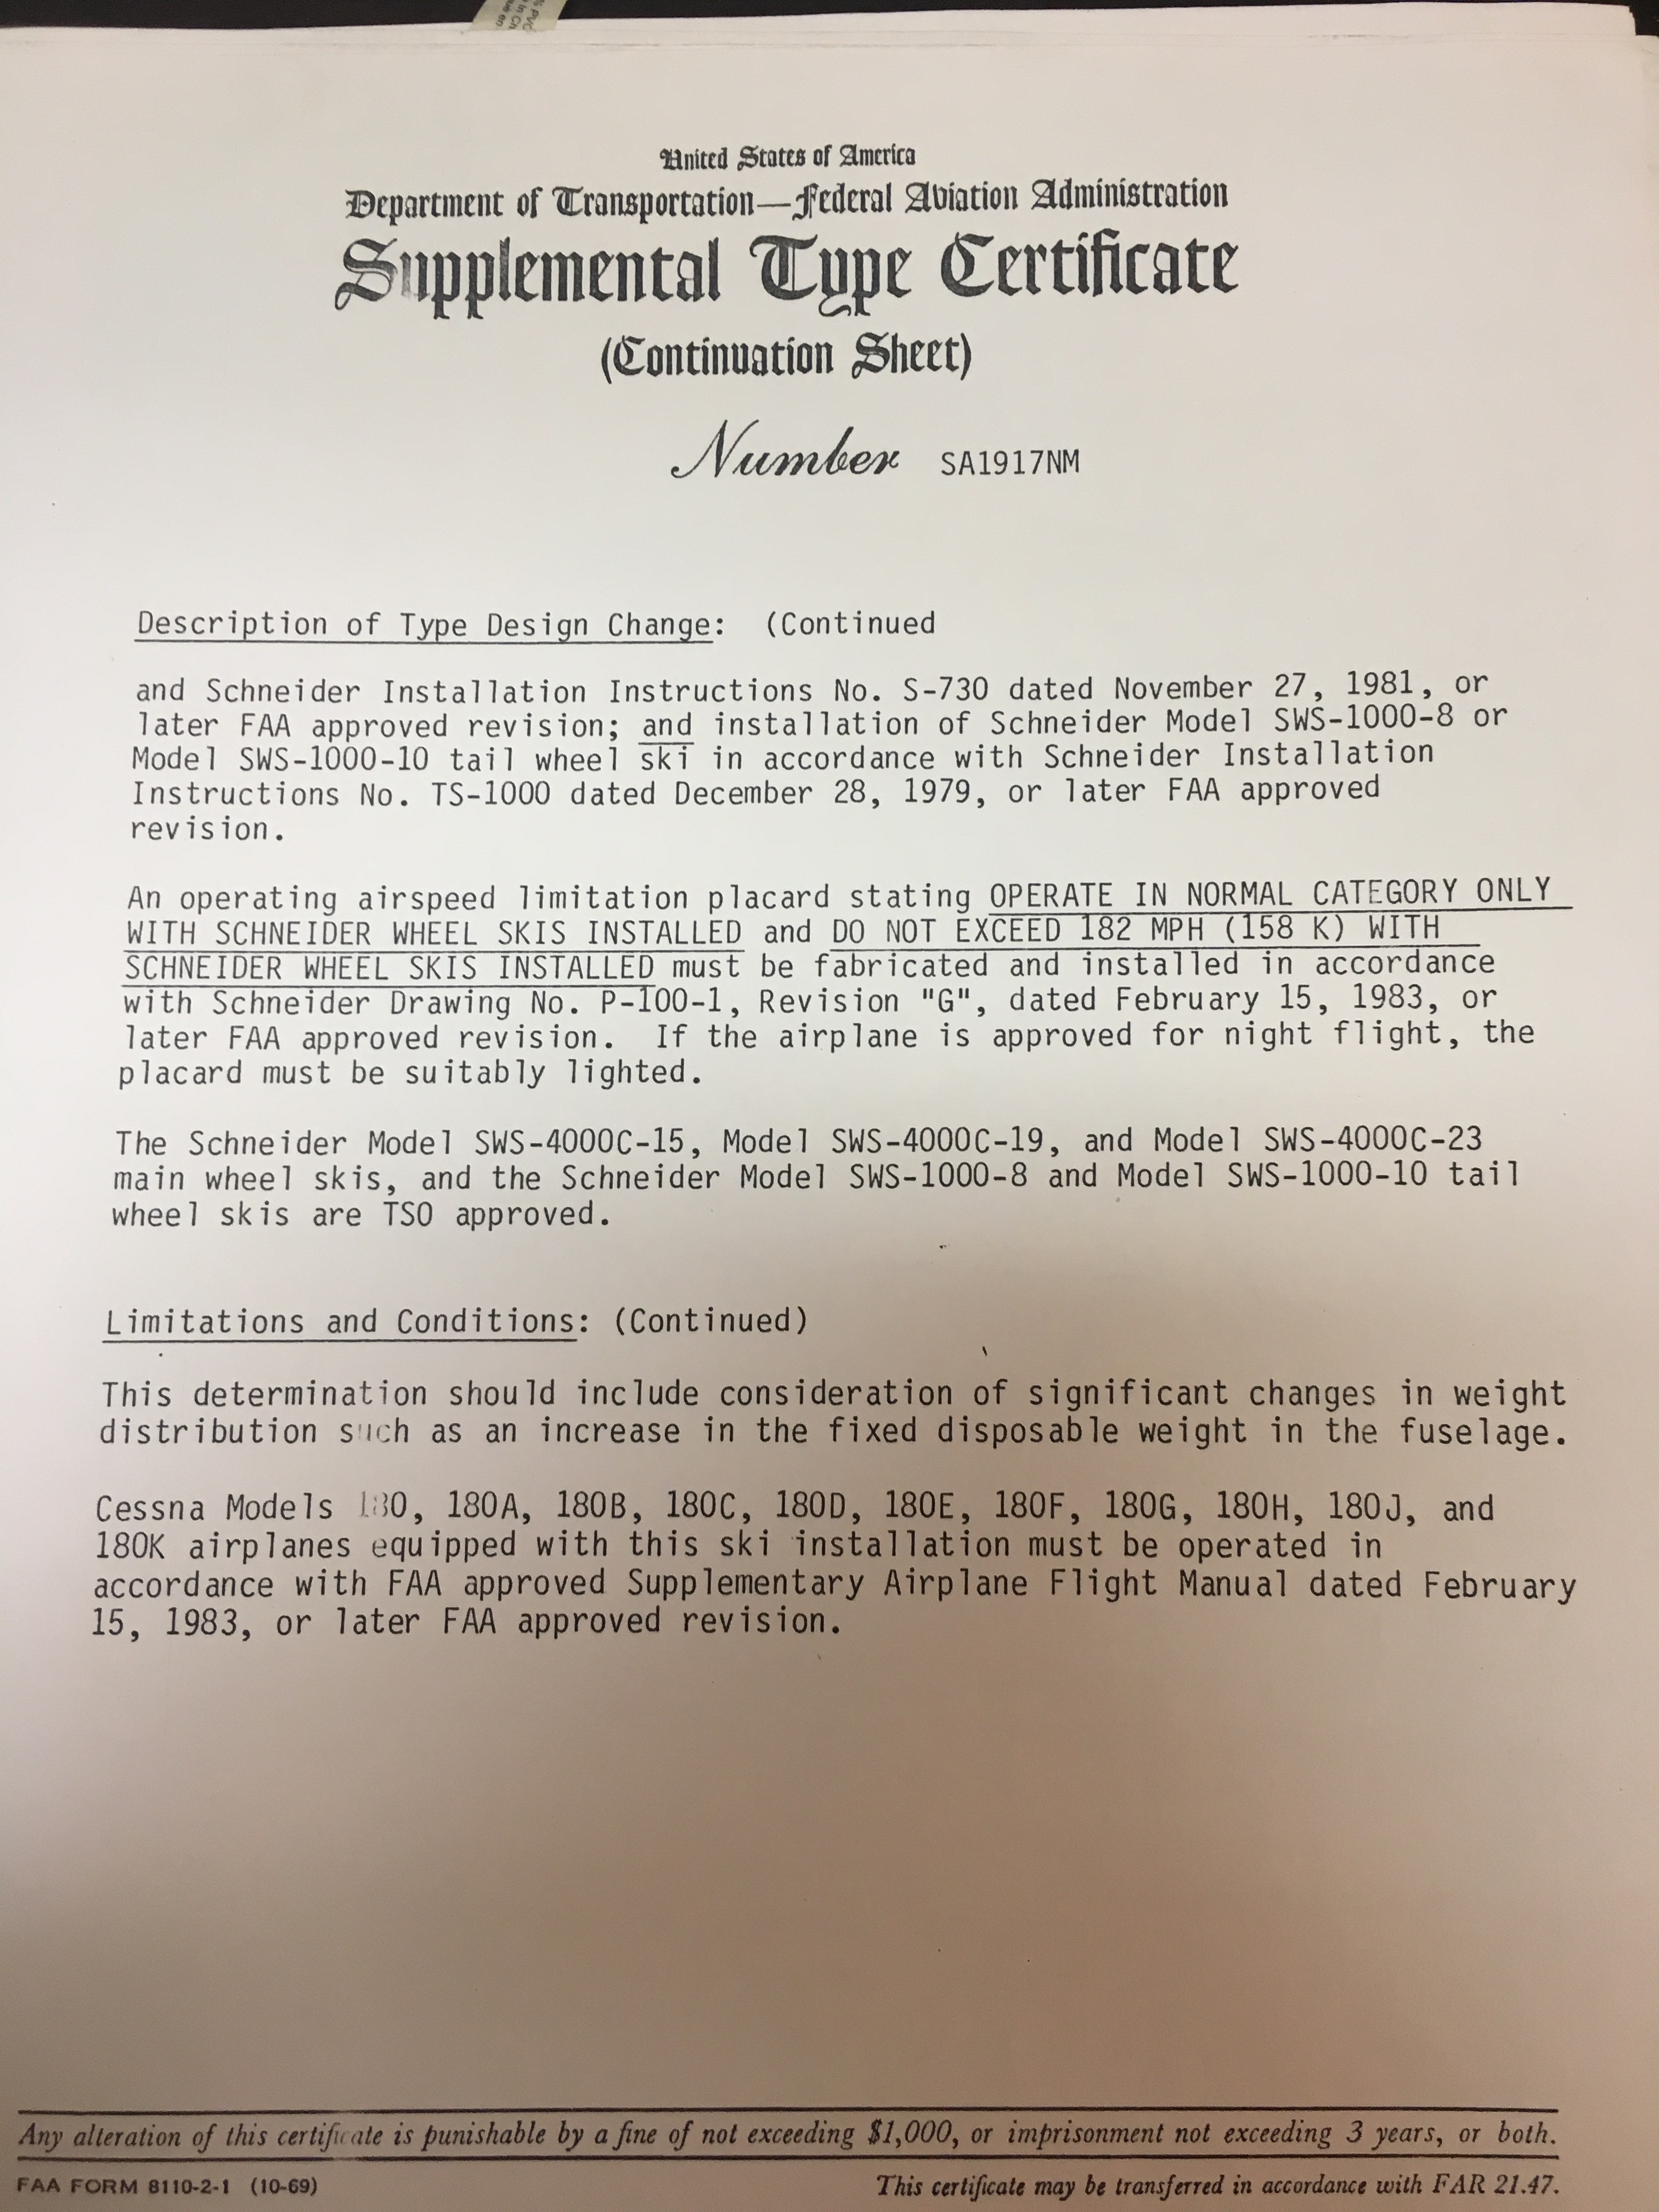 United States of America
Department of Transportation—Federal Aviation Administration
Supplemental Type Certificate
(Continuation Sheet)
Number SA1917NM
Description of Type Design Change: (Continued
and Schneider Installation Instructions No. S-730 dated November 27, 1981, or
later FAA approved revision; and installation of Schneider Model SWS-1000-8 or
Model SWS-1000-10 tail wheel ski in accordance with Schneider Installation
Instructions No. TS-1000 dated December 28, 1979, or later FAA approved
revision.
An operating airspeed limitation placard stating OPERATE IN NORMAL CATEGORY ONLY
WITH SCHNEIDER WHEEL SKIS INSTALLED and DO NOT EXCEED 182 MPH (158 K) WITH
SCHNEIDER WHEEL SKIS INSTALLED must be fabricated and installed in accordance
with Schneider Drawing No. P-100-1, Revision "G", dated February 15, 1983, or
later FAA approved revision. If the airplane is approved for night flight, the
placard must be suitably lighted.
The Schneider Model SWS-4000C-15, Model SWS-4000C-19, and Model SWS-4000C-23
main wheel skis, and the Schneider Model SWS-1000-8 and Model SWS-1000-10 tail
wheel skis are TSO approved.
Limitations and Conditions: (Continued)
This determination should include consideration of significant changes in weight
distribution such as an increase in the fixed disposable weight in the fuselage.
Cessna Models 180, 180A, 180B, 180C, 180D, 180E, 180F, 180G, 180H, 180J, and
180K airplanes equipped with this ski installation must be operated in
accordance with FAA approved Supplementary Airplane Flight Manual dated February
15, 1983, or later FAA approved revision.
Any alteration of this certificate is punishable by a fine of not exceeding $1,000, or imprisonment not exceeding 3 years, or both.
FAA FORM 8110-2-1 (10-69) This certificate may be transferred in accordance with FAR 21.47.